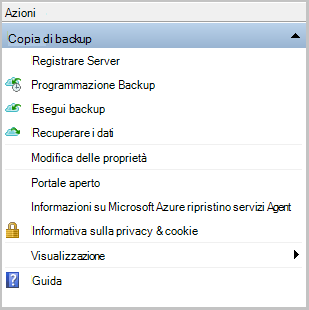 Azioni
Copia di backup
Registrare Server
Programmazione Backup
Esegui backup
Recuperare i dati
Modifica delle proprietà
Portale aperto
Informazioni su Microsoft Azure ripristino servizi Agent
Informativa sulla privacy & cookie
Visualizzazione
Guida